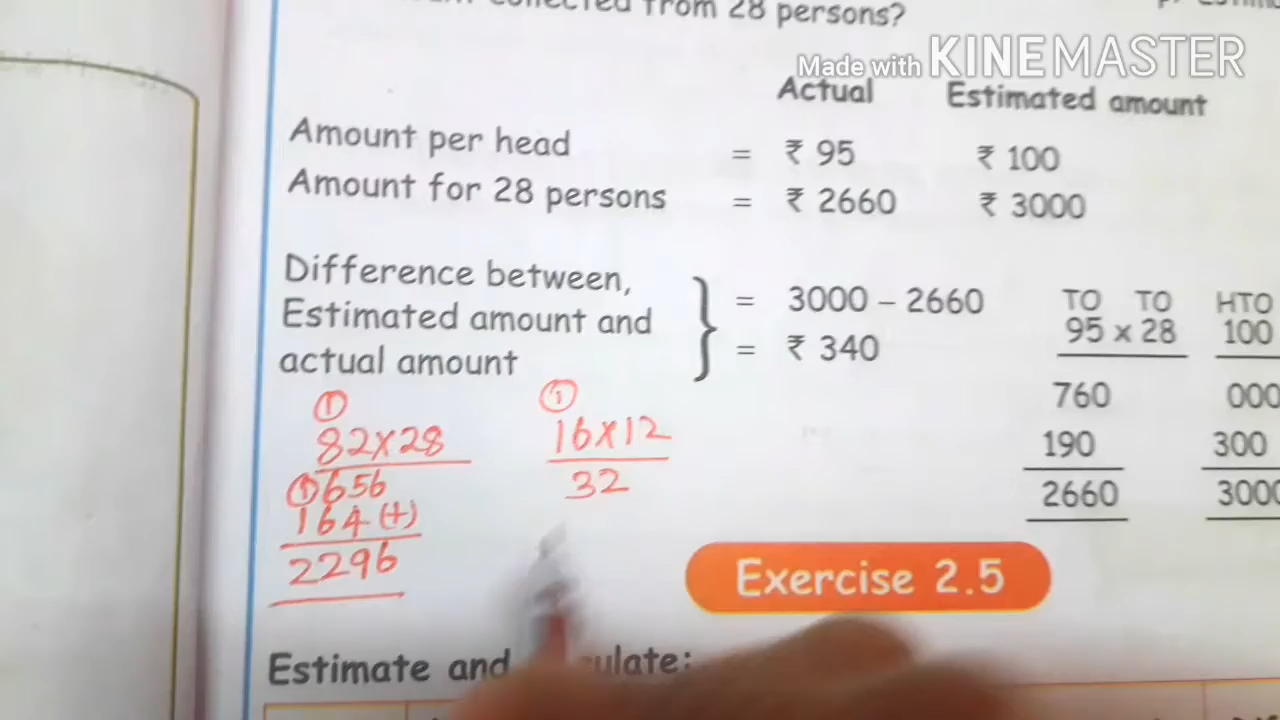 collected from 28 persons?
Made with KINEMASTER
Actual Estimated amount
Amount per head = ₹ 95 ₹ 100
Amount for 28 persons = ₹ 2660 ₹ 3000
Difference between,
Estimated amount and
actual amount
} = 3000 – 2660
= ₹ 340
TO TO HTO
95 x 28 100
760 000
190 300
2660 3000
①
82x28
①656
164(+)
2296
①
16x12
32
Exercise 2.5
Estimate and